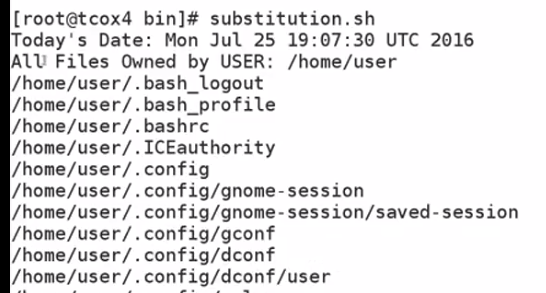 [root@tcox4 bin]# substitution.sh
Today's Date: Mon Jul 25 19:07:30 UTC 2016
All Files Owned by USER: /home/user
/home/user/.bash_logout
/home/user/.bash_profile
/home/user/.bashrc
/home/user/.ICEauthority
/home/user/.config
/home/user/.config/gnome-session
/home/user/.config/gnome-session/saved-session
/home/user/.config/gconf
/home/user/.config/dconf
/home/user/.config/dconf/user